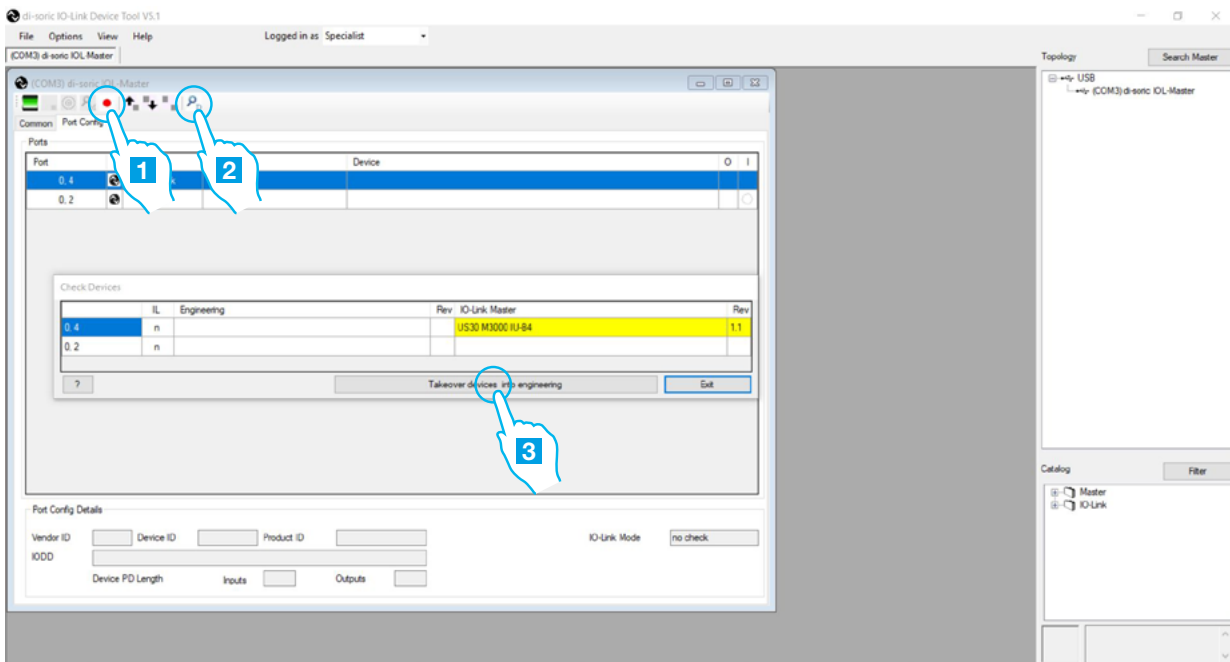 di-soric IO-Link Device Tool V5.1
File Options View Help Logged in as Specialist
(COM3) di-soric IOL Master
Topology Search Master
USB
(COM3) di-soric IOL-Master
(COM3) di-soric IOL-Master
Common Port Config
Ports
1 2
Port Device O I
0, 4
0, 2
Check Devices
IL Engineering Rev IO-Link Master Rev
0. 4 n US30 M3000 IU-B4 1.1
0. 2 n
? Takeover devices into engineering Exit
3
Catalog Filter
Master
IO-Link
Port Config Details
Vendor ID Device ID Product ID IO-Link Mode no check
IODD
Device PD Length Inputs Outputs